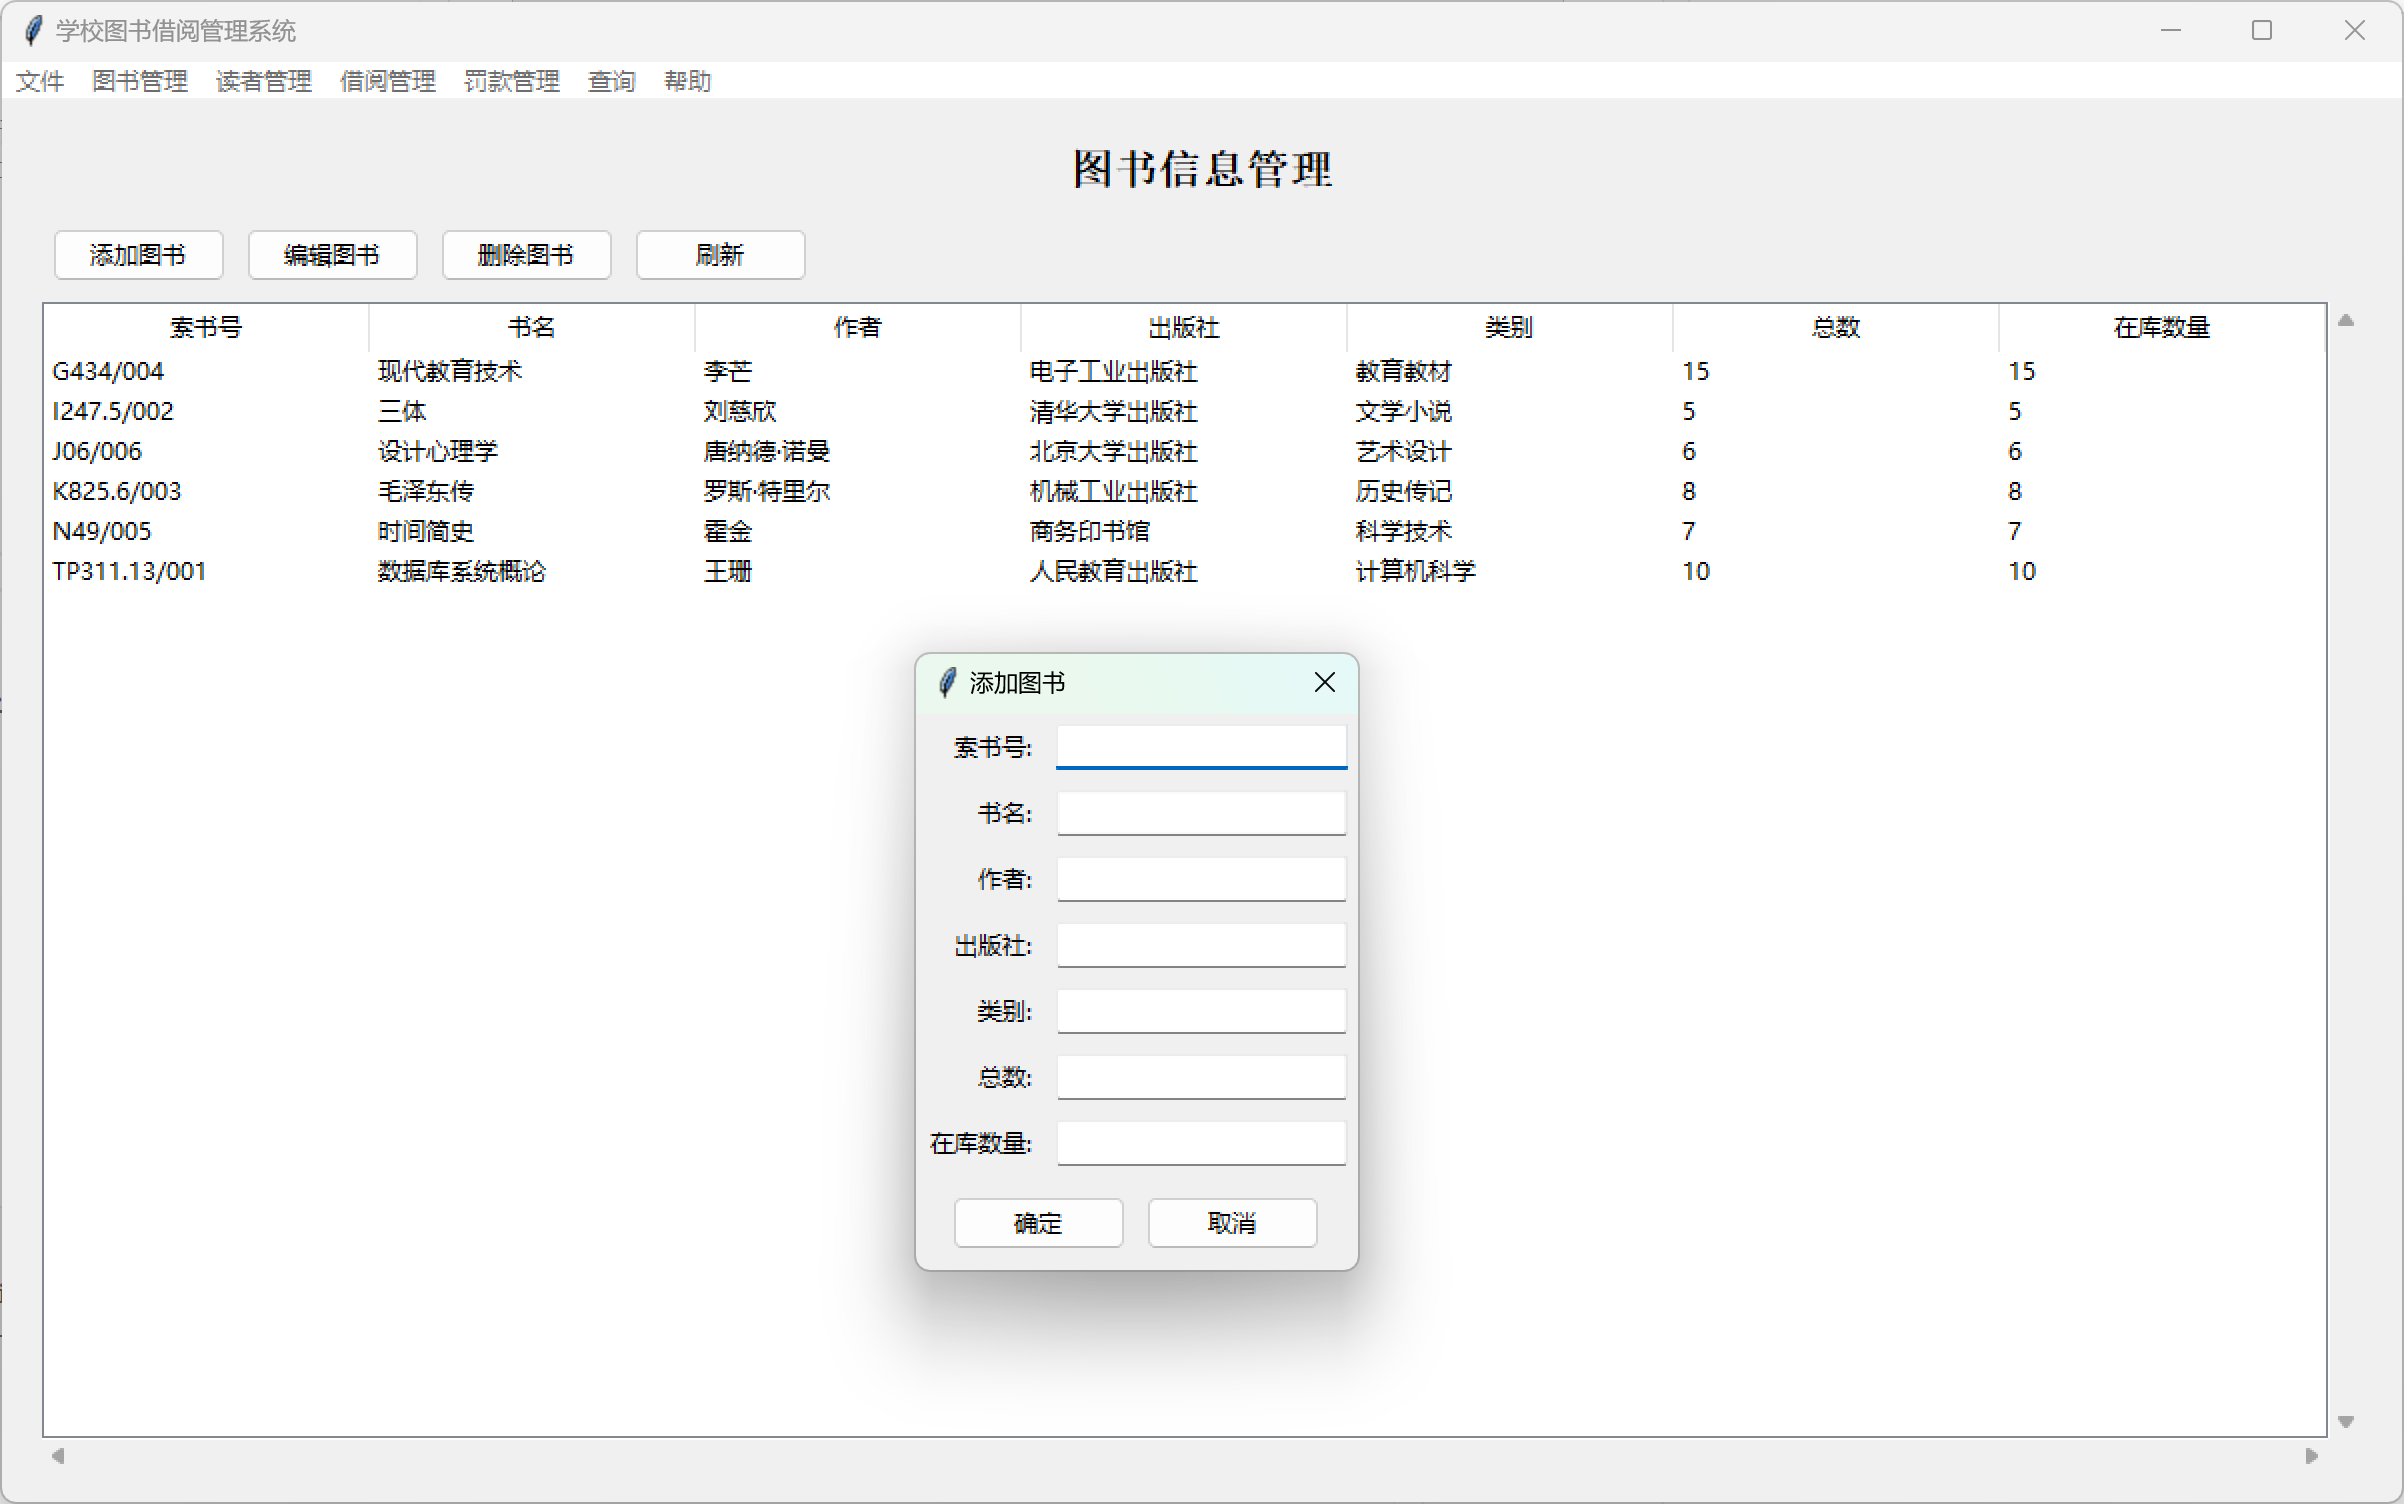 学校图书借阅管理系统
文件 图书管理 读者管理 借阅管理 罚款管理 查询 帮助
图书信息管理
添加图书 编辑图书 删除图书 刷新
索书号 书名 作者 出版社 类别 总数 在库数量
G434/004 现代教育技术 李芒 电子工业出版社 教育教材 15 15
I247.5/002 三体 刘慈欣 清华大学出版社 文学小说 5 5
J06/006 设计心理学 唐纳德·诺曼 北京大学出版社 艺术设计 6 6
K825.6/003 毛泽东传 罗斯·特里尔 机械工业出版社 历史传记 8 8
N49/005 时间简史 霍金 商务印书馆 科学技术 7 7
TP311.13/001 数据库系统概论 王珊 人民教育出版社 计算机科学 10 10
添加图书
索书号:
书名:
作者:
出版社:
类别:
总数:
在库数量:
确定 取消